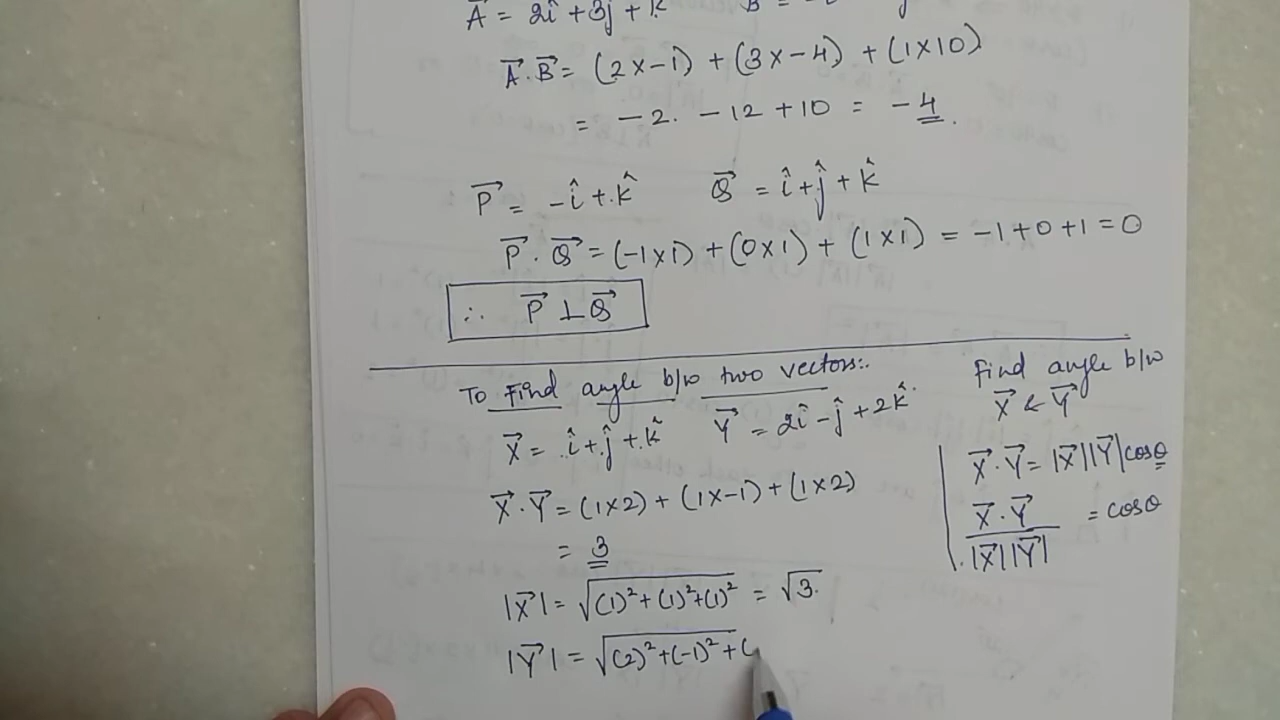 A⃗ = 2î + 3ĵ + k̂ B⃗ = -
A⃗ . B⃗ = (2×-1) + (3×-4) + (1×10)
= -2 - 12 + 10 = -4.
P⃗ = -î + k̂ Q⃗ = î + ĵ + k̂
P⃗ . Q⃗ = (-1×1) + (0×1) + (1×1) = -1+0+1 = 0
∴ P⃗ ⊥ Q⃗
To Find angle b/w two vectors:.
X⃗ = î + ĵ + k̂ Y⃗ = 2î - ĵ + 2k̂
Find angle b/w
X⃗ & Y⃗
X⃗ . Y⃗ = (1×2) + (1×-1) + (1×2)
= 3
|X⃗| = √(1)² + (1)² + (1)² = √3.
|Y⃗| = √(2)² + (-1)² + (
X⃗ . Y⃗ = |X⃗||Y⃗|cosθ
X⃗ . Y⃗ = cosθ
|X⃗||Y⃗|